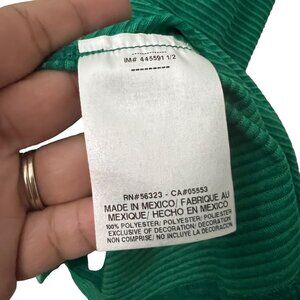 IM# 445591 1/2
RN#56323 - CA#05553
MADE IN MEXICO/ FABRIQUE AU
MEXIQUE/ HECHO EN MEXICO
100% POLYESTER/ POLYESTER/ POLIESTER
EXCLUSIVE OF DECORATION / DECORATION
NON COMPRISE/ NO INCLUYE LA DECORACION